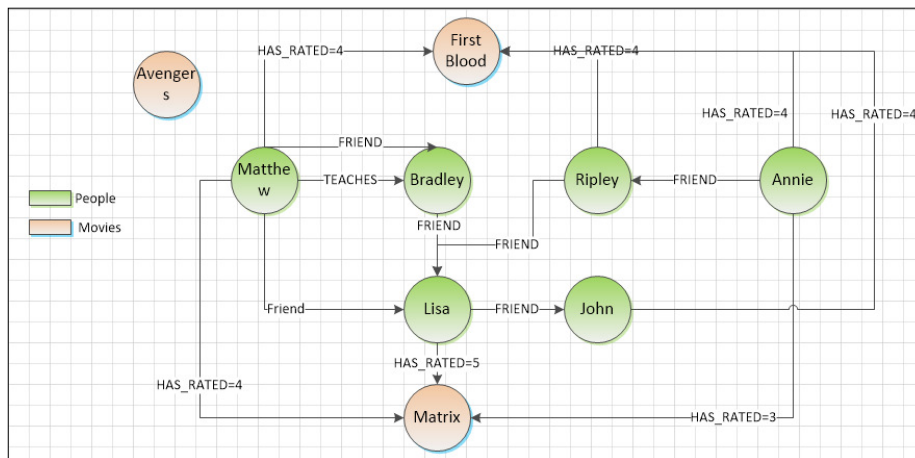 HAS_RATED=4
First
Blood
HAS_RATED=4
Avenger
s
HAS_RATED=4
HAS_RATED=4
FRIEND
Matthe
w
TEACHES
Bradley
Ripley
FRIEND
Annie
People
Movies
FRIEND
FRIEND
Friend
Lisa
FRIEND
John
HAS_RATED=5
HAS_RATED=4
Matrix
HAS_RATED=3